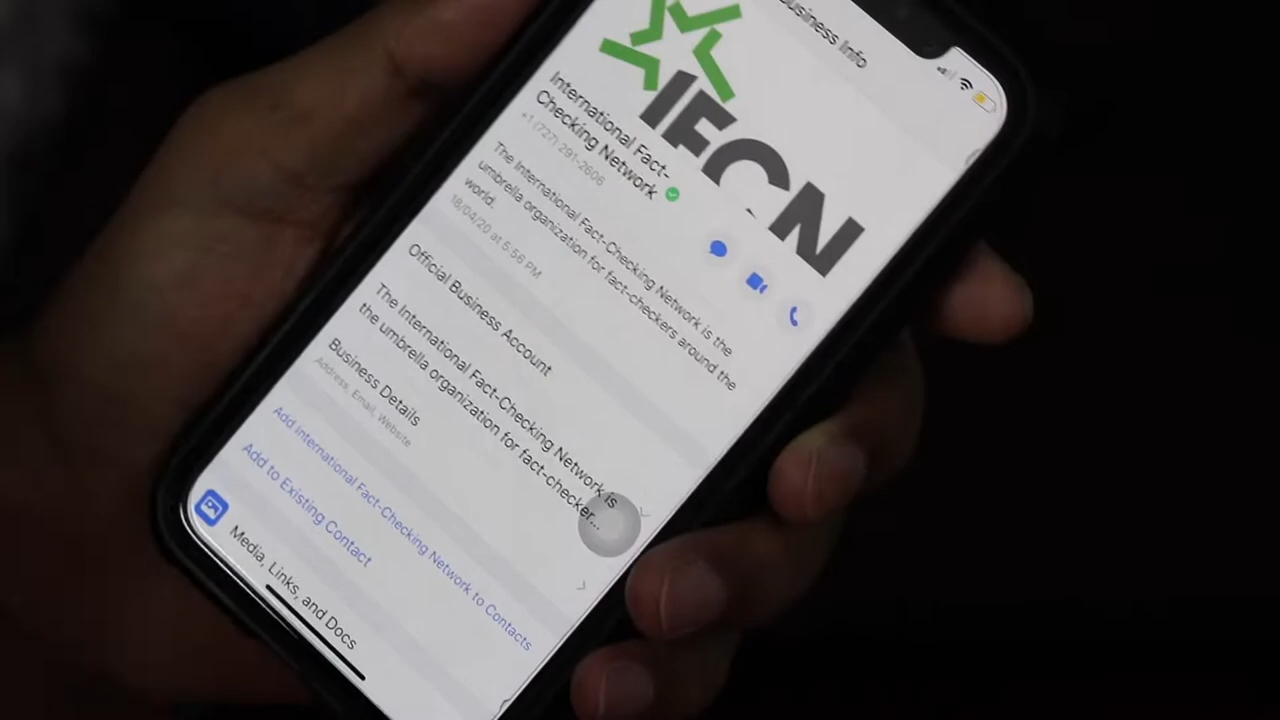 Business Info
IFCN
International Fact-
Checking Network
+1 (727) 291-2606
The International Fact-Checking Network is the
umbrella organization for fact-checkers around the
world.
18/04/20 at 5:56 PM
Official Business Account
The International Fact-Checking Network is
the umbrella organization for fact-checker...
Business Details
Address, Email, Website
Add International Fact-Checking Network to Contacts
Add to Existing Contact
Media, Links, and Docs